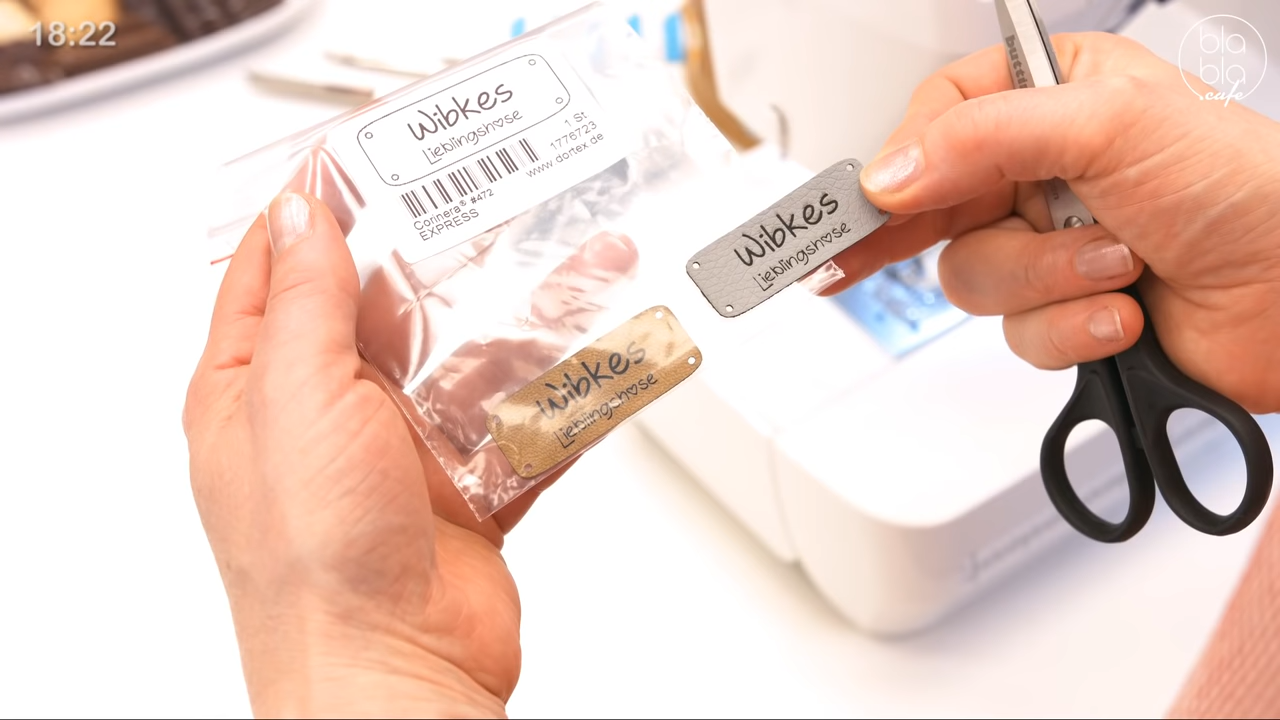 18:22
bla
bla
.cafe
Wibkes
Lieblingshose
1 St
1776723
www.dortex.de
Corinera® #472
EXPRESS
Wibkes
Lieblingshose
Wibkes
Lieblingshose